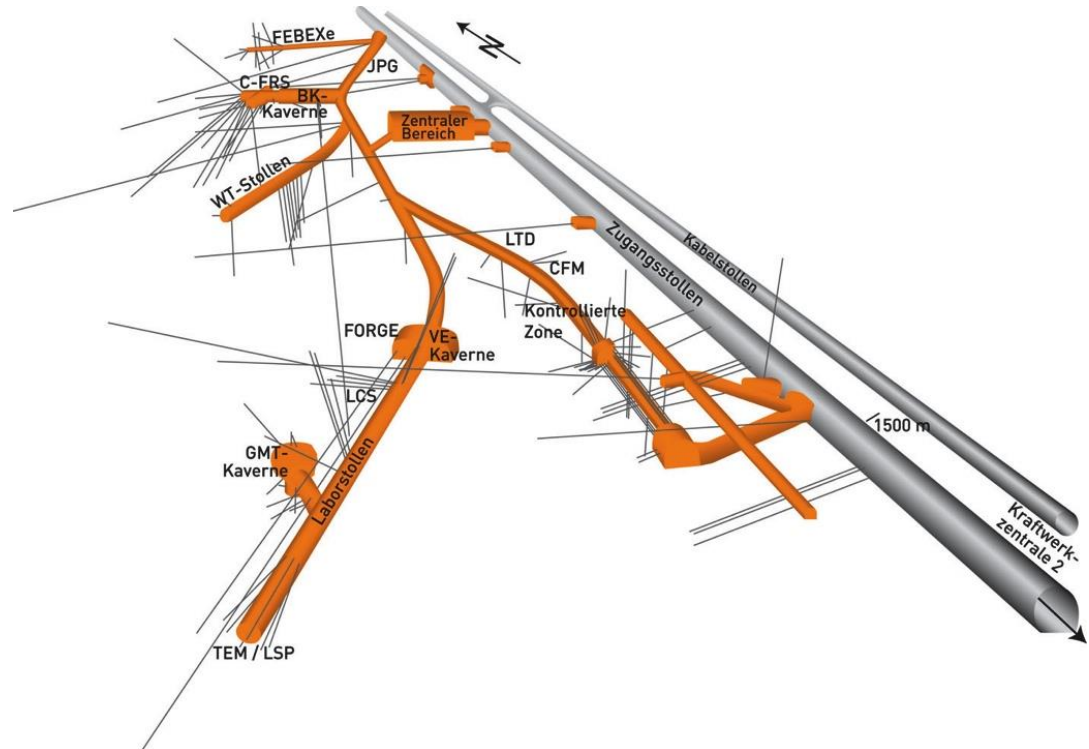 FEBEXe
N
JPG
C-FRS
BK-
Kaverne
Zentraler
Bereich
WT-Stollen
LTD
Zugangsstollen
Kabelstollen
CFM
Kontrollierte
Zone
FORGE
VE-
Kaverne
LCS
1500 m
GMT-
Kaverne
Laborstollen
Kraftwerk-
zentrale 2
TEM / LSP